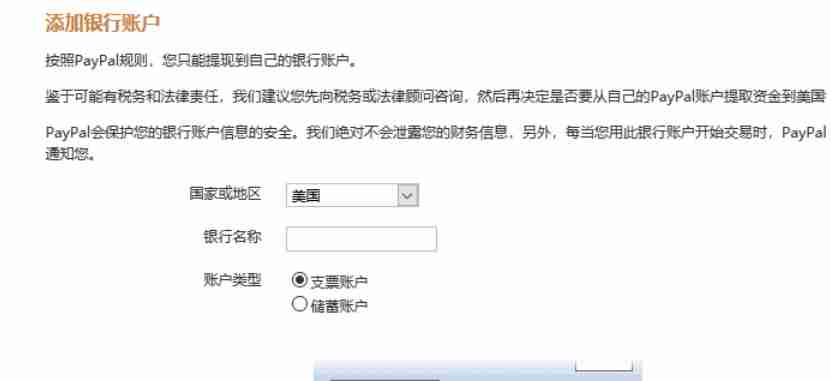 添加银行账户
按照PayPal规则，您只能提现到自己的银行账户。
鉴于可能有税务和法律责任，我们建议您先向税务或法律顾问咨询，然后再决定是否要从自己的PayPal账户提取资金到美国
PayPal会保护您的银行账户信息的安全。我们绝对不会泄露您的财务信息，另外，每当您用此银行账户开始交易时，PayPal
通知您。
国家或地区 美国
银行名称
账户类型 支票账户
储蓄账户